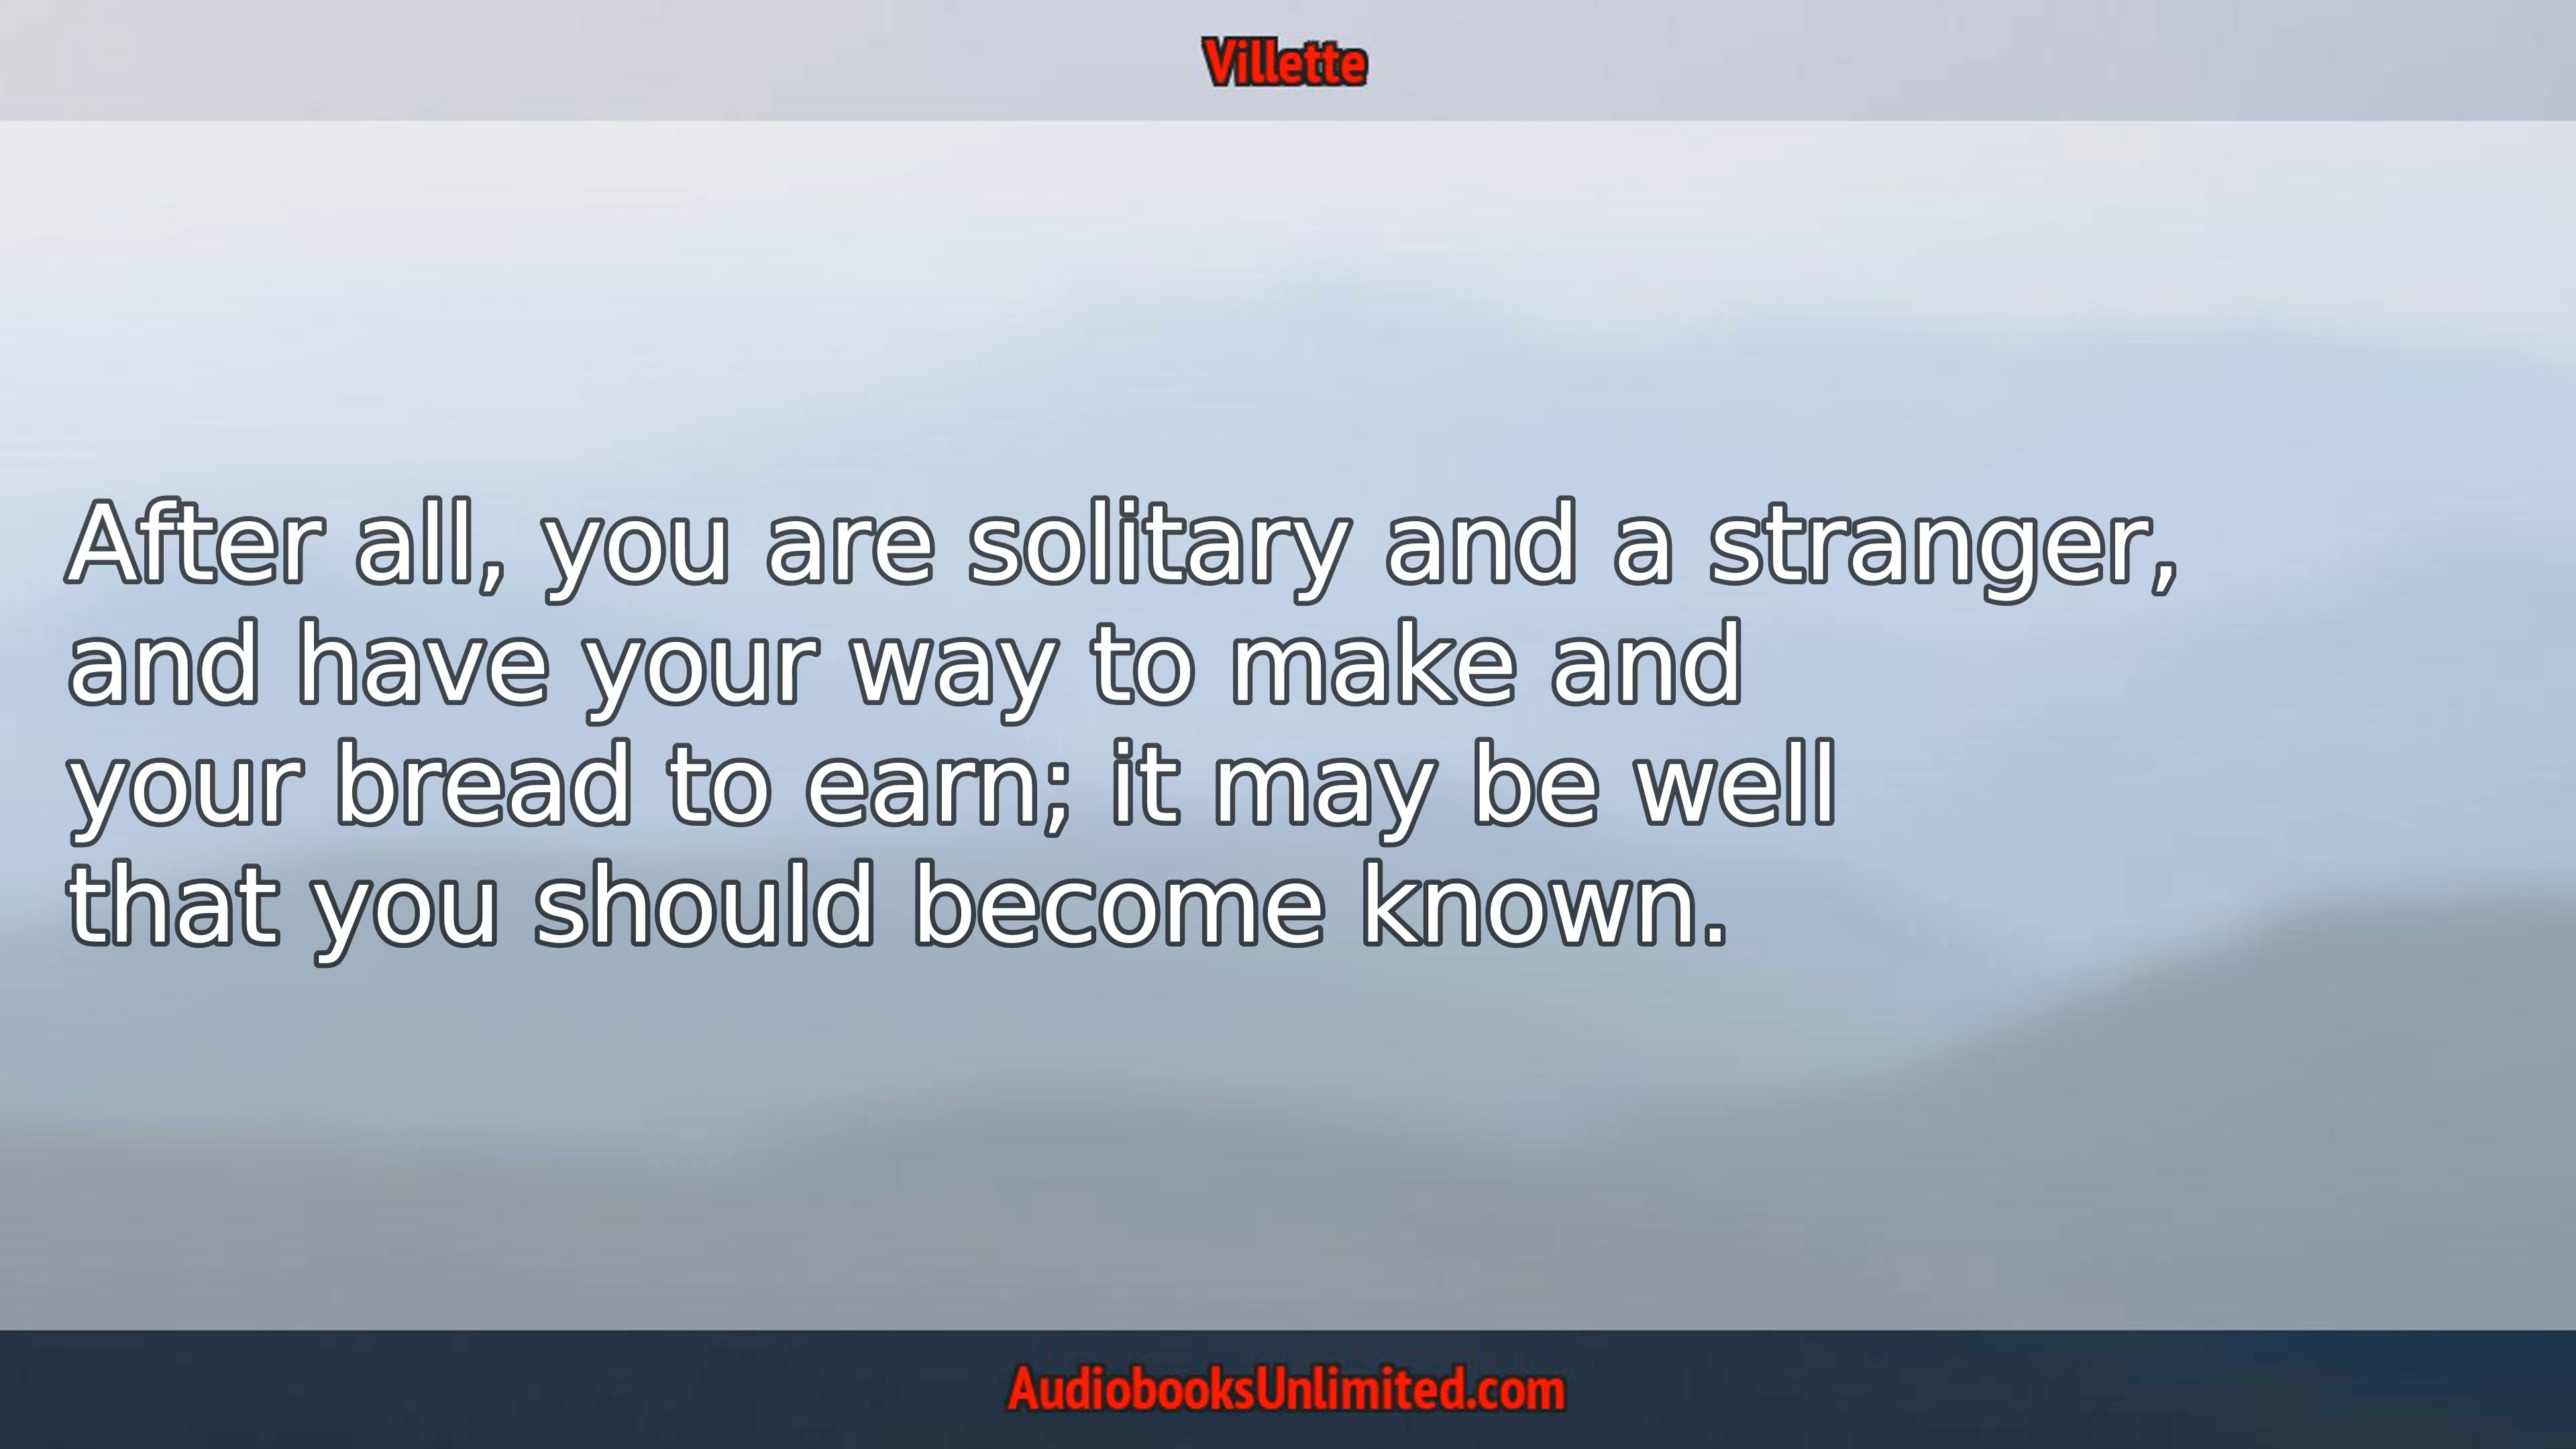 Villette
After all, you are solitary and a stranger,
and have your way to make and
your bread to earn; it may be well
that you should become known.
AudiobooksUnlimited.com